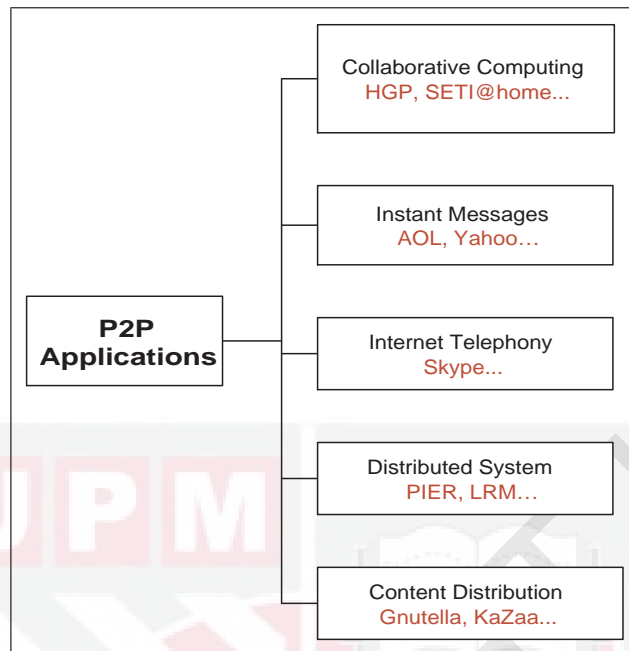 Collaborative Computing
HGP, SETI@home...
Instant Messages
AOL, Yahoo…
P2P
Applications
Internet Telephony
Skype...
Distributed System
PIER, LRM…
UPM
Content Distribution
Gnutella, KaZaa...